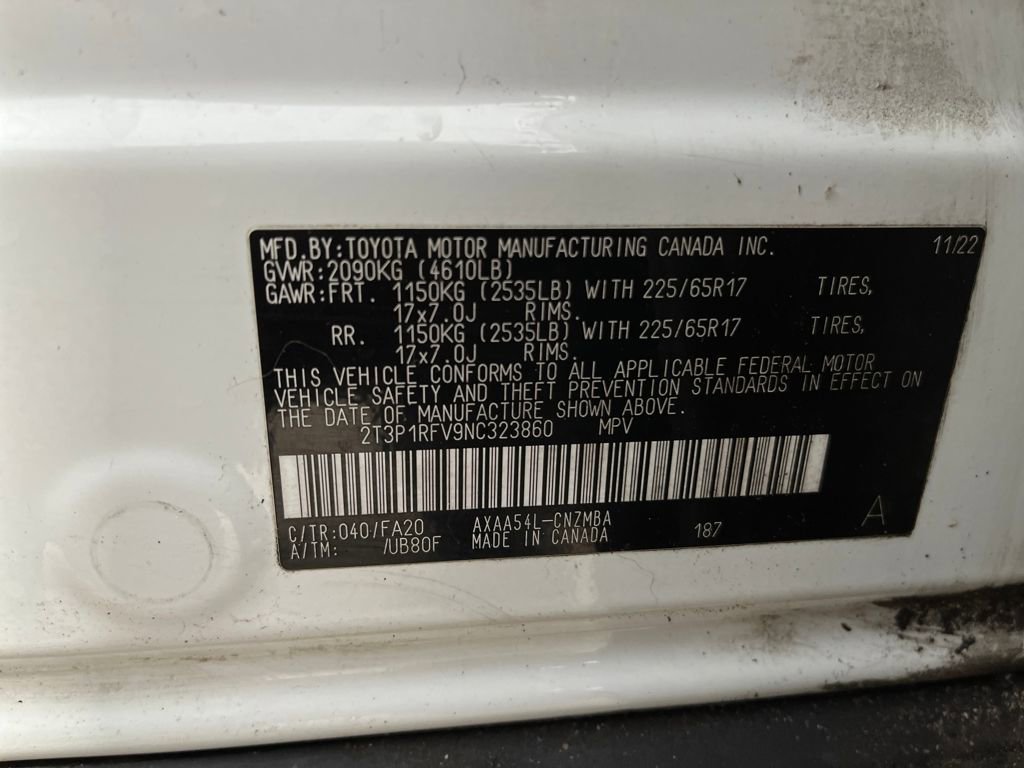 MFD.BY:TOYOTA MOTOR MANUFACTURING CANADA INC. 11/22
GVWR:2090KG (4610LB)
GAWR:FRT. 1150KG (2535LB) WITH 225/65R17 TIRES,
17x7.0J RIMS.
RR. 1150KG (2535LB) WITH 225/65R17 TIRES,
17x7.0J RIMS.
THIS VEHICLE CONFORMS TO ALL APPLICABLE FEDERAL MOTOR
VEHICLE SAFETY AND THEFT PREVENTION STANDARDS IN EFFECT ON
THE DATE OF MANUFACTURE SHOWN ABOVE.
2T3P1RFV9NC323860 MPV
C/TR:040/FA20 AXAA54L-CNZMBA 187 A
A/TM: /UB80F MADE IN CANADA